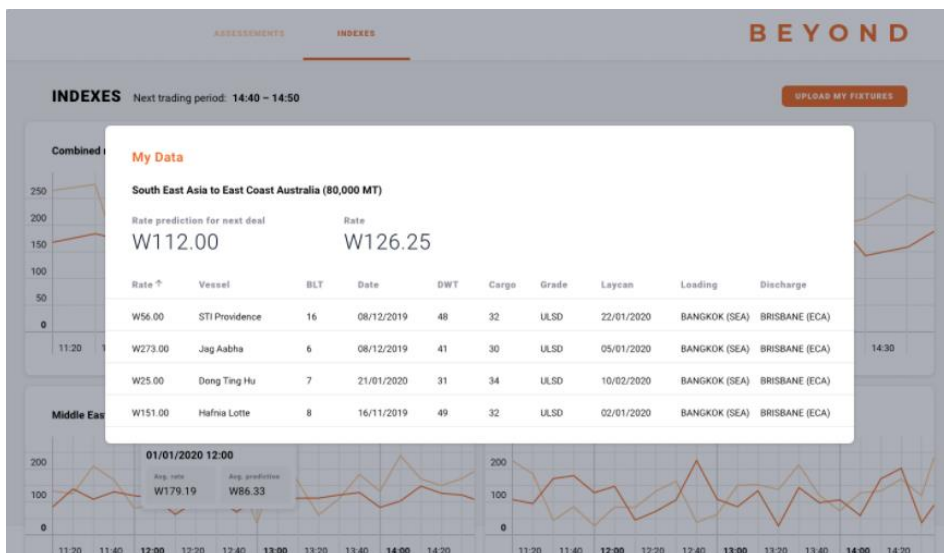 ASSESSEMENTS INDEXES BEYOND
INDEXES Next trading period: 14:40 – 14:50 UPLOAD MY FIXTURES
Combined
My Data
South East Asia to East Coast Australia (80,000 MT)
Rate prediction for next deal Rate
W112.00 W126.25
Rate ↑ Vessel BLT Date DWT Cargo Grade Laycan Loading Discharge
W56.00 STI Providence 16 08/12/2019 48 32 ULSD 22/01/2020 BANGKOK (SEA) BRISBANE (ECA)
W273.00 Jag Aabha 6 08/12/2019 41 30 ULSD 05/01/2020 BANGKOK (SEA) BRISBANE (ECA)
W25.00 Dong Ting Hu 7 21/01/2020 31 34 ULSD 10/02/2020 BANGKOK (SEA) BRISBANE (ECA)
W151.00 Hafnia Lotte 8 16/11/2019 49 32 ULSD 02/01/2020 BANGKOK (SEA) BRISBANE (ECA)
250
200
150
100
50
0
11:20 14:30
Middle Eas
01/01/2020 12:00
Avg. rate Avg. prediction
W179.19 W86.33
200 200
100 100
0 0
11:20 11:40 12:00 12:20 12:40 13:00 13:20 13:40 14:00 14:20 11:20 11:40 12:00 12:20 12:40 13:00 13:20 13:40 14:00 14:20